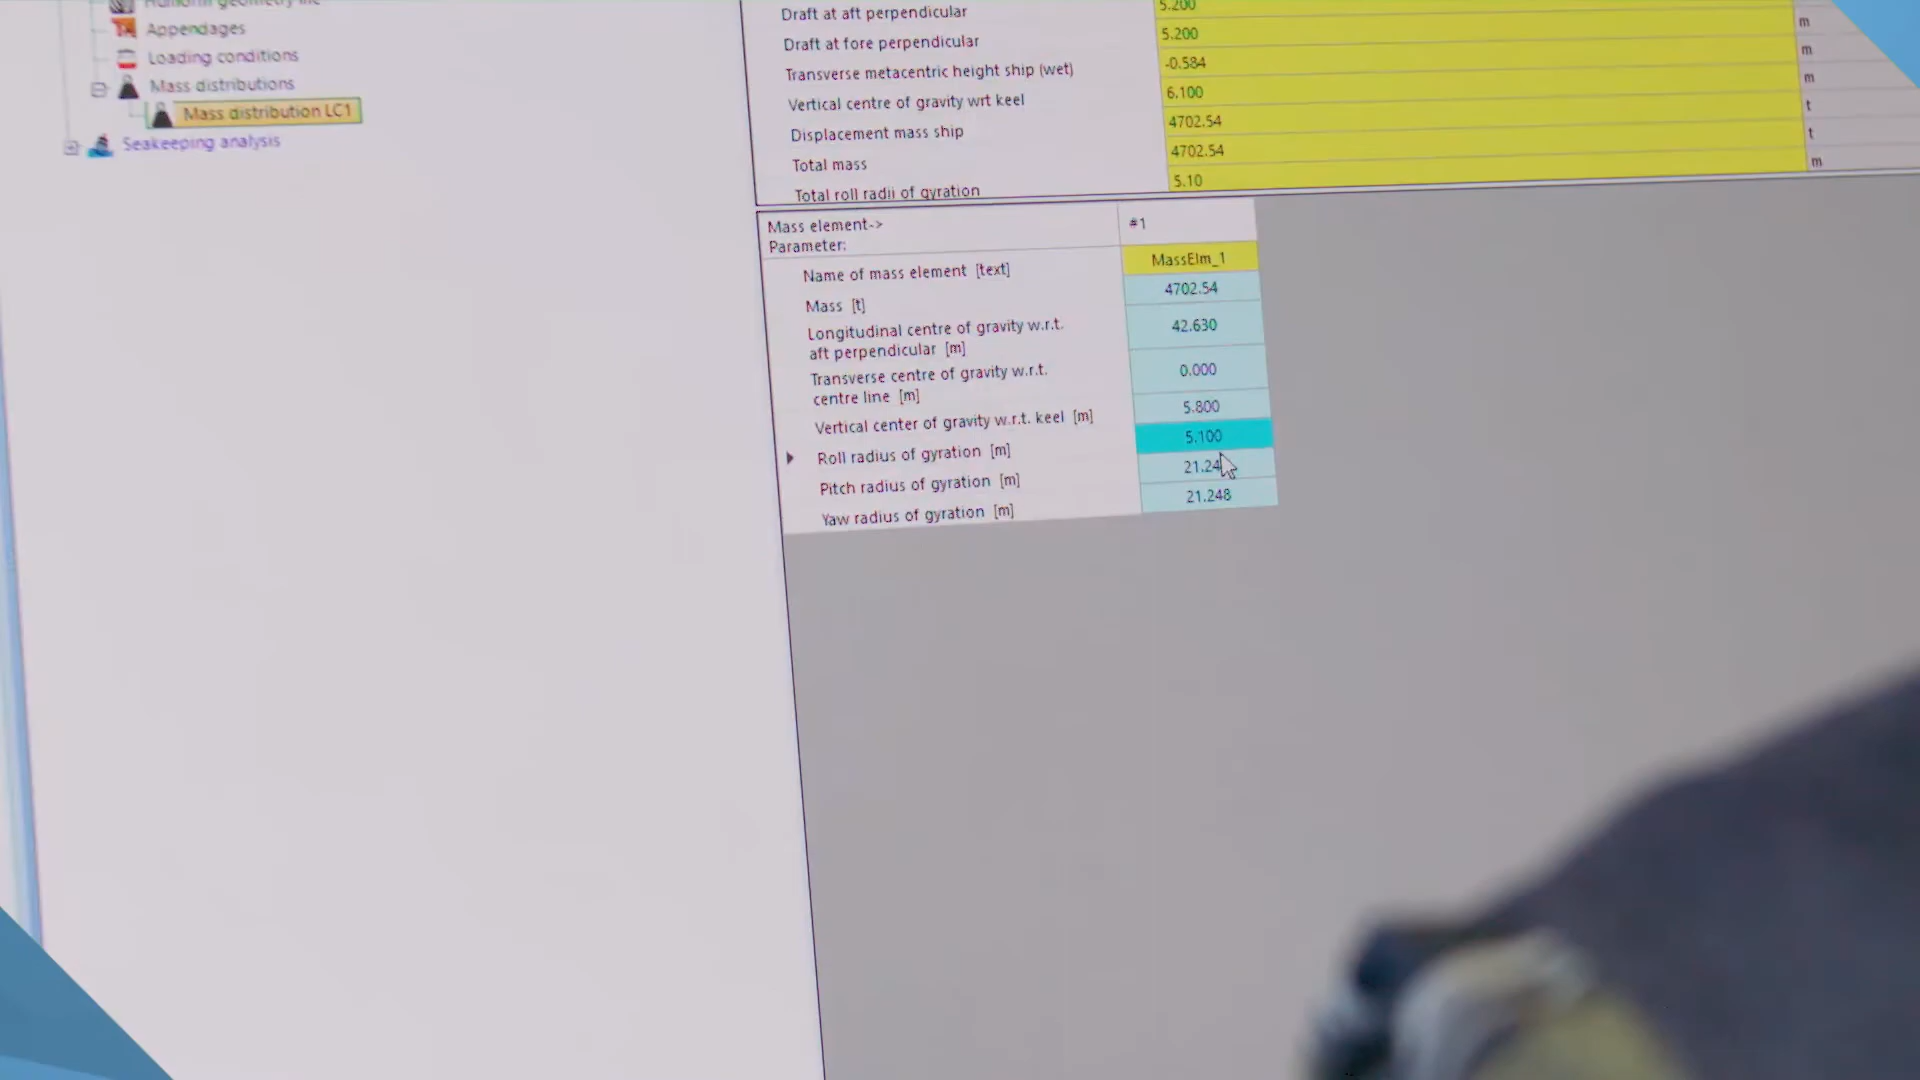 Appendages
Loading conditions
Mass distributions
Mass distribution LC1
Seakeeping analysis
5.200
Draft at aft perpendicular 5.200 m
Draft at fore perpendicular -0.584 m
Transverse metacentric height ship (wet) 6.100 m
Vertical centre of gravity wrt keel 4702.54 t
Displacement mass ship 4702.54 t
Total mass 5.10 m
Total roll radii of gyration
Mass element-> #1
Parameter:
Name of mass element [text] MassElm_1
Mass [t] 4702.54
Longitudinal centre of gravity w.r.t. 42.630
aft perpendicular [m]
Transverse centre of gravity w.r.t. 0.000
centre line [m]
Vertical center of gravity w.r.t. keel [m] 5.800
Roll radius of gyration [m] 5.100
Pitch radius of gyration [m] 21.24
Yaw radius of gyration [m] 21.248